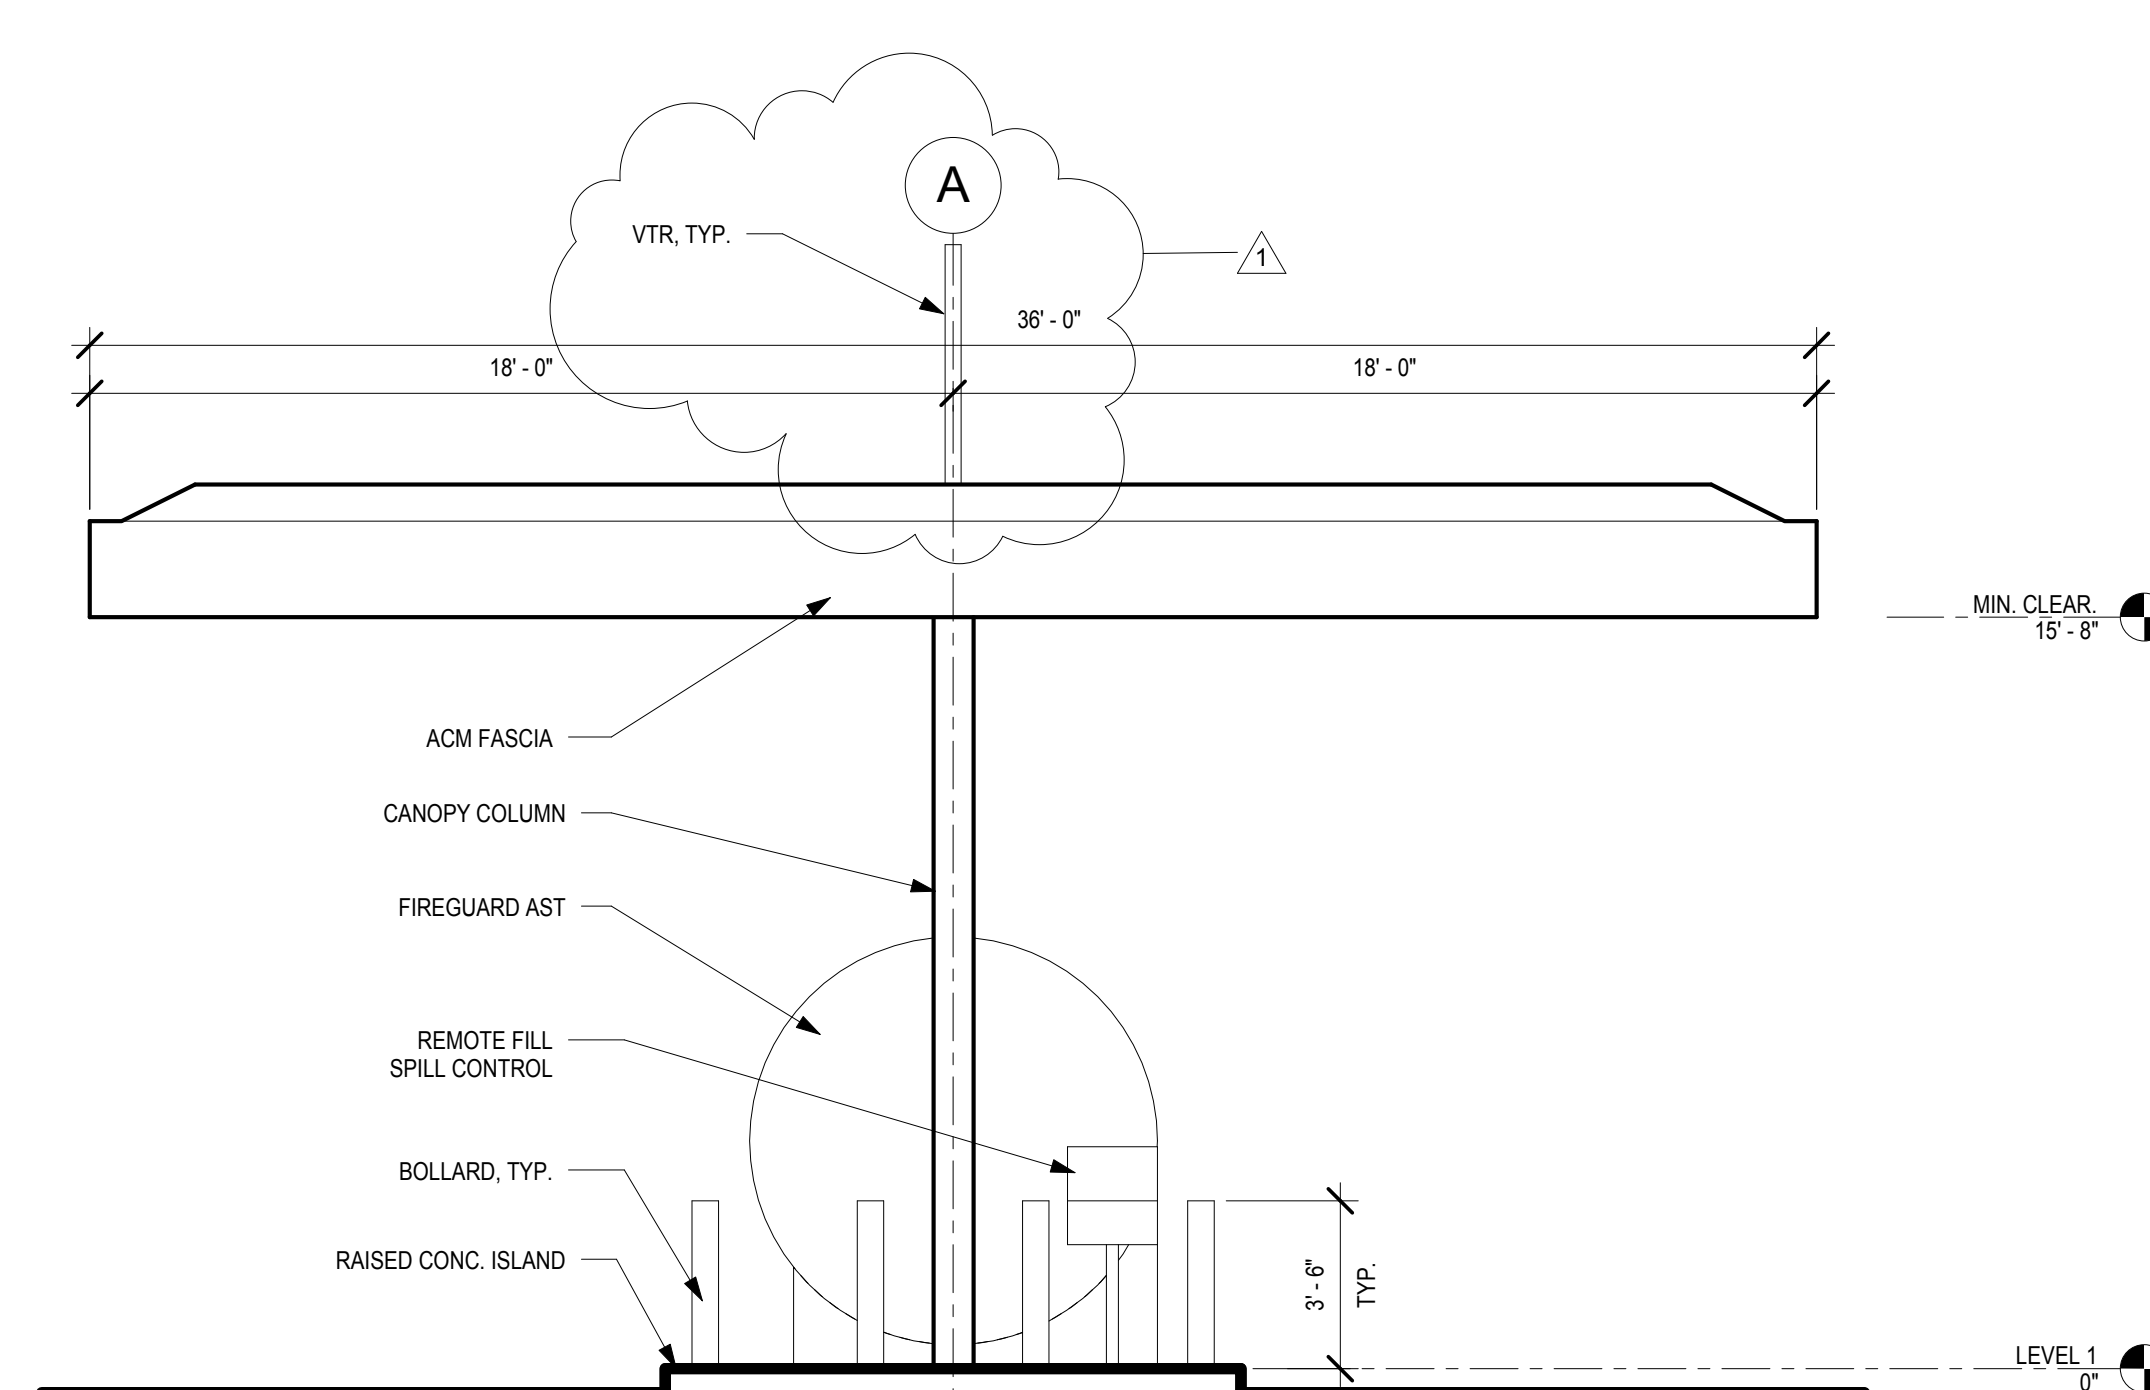 A
VTR, TYP.
1
36' - 0"
18' - 0"
18' - 0"
MIN. CLEAR.
15' - 8"
ACM FASCIA
CANOPY COLUMN
FIREGUARD AST
REMOTE FILL
SPILL CONTROL
BOLLARD, TYP.
RAISED CONC. ISLAND
3' - 6"
TYP.
LEVEL 1
0"